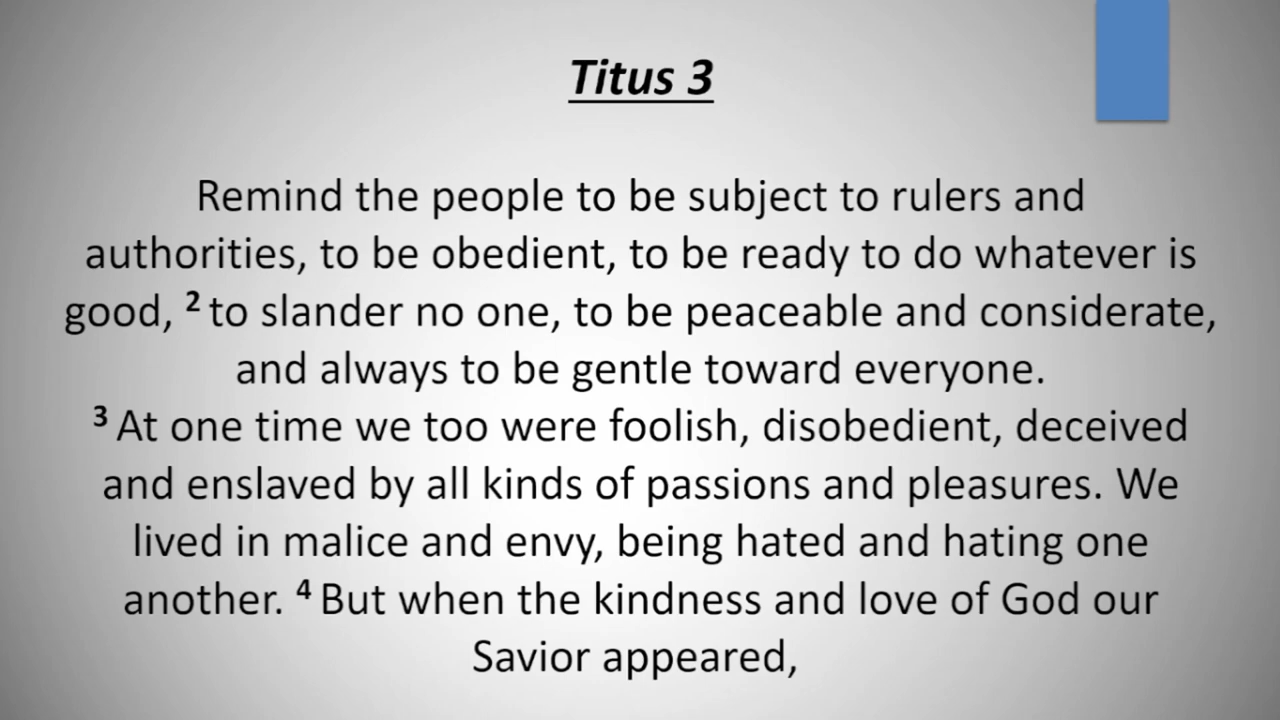 Titus 3
Remind the people to be subject to rulers and
authorities, to be obedient, to be ready to do whatever is
good, 2 to slander no one, to be peaceable and considerate,
and always to be gentle toward everyone.
3 At one time we too were foolish, disobedient, deceived
and enslaved by all kinds of passions and pleasures. We
lived in malice and envy, being hated and hating one
another. 4 But when the kindness and love of God our
Savior appeared,